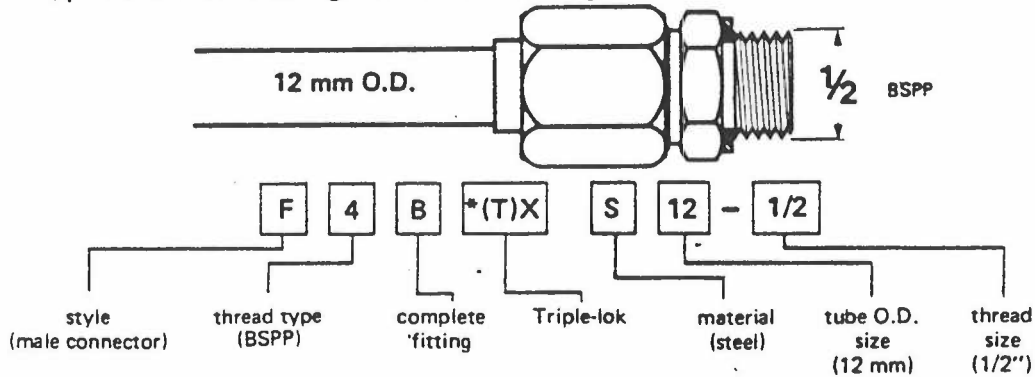 12 mm O.D.
1/2 BSPP
F 4 B *(T)X S 12 - 1/2
style thread type complete Triple-lok material tube O.D. thread
(male connector) (BSPP) 'fitting (steel) size size
(12 mm) (1/2")